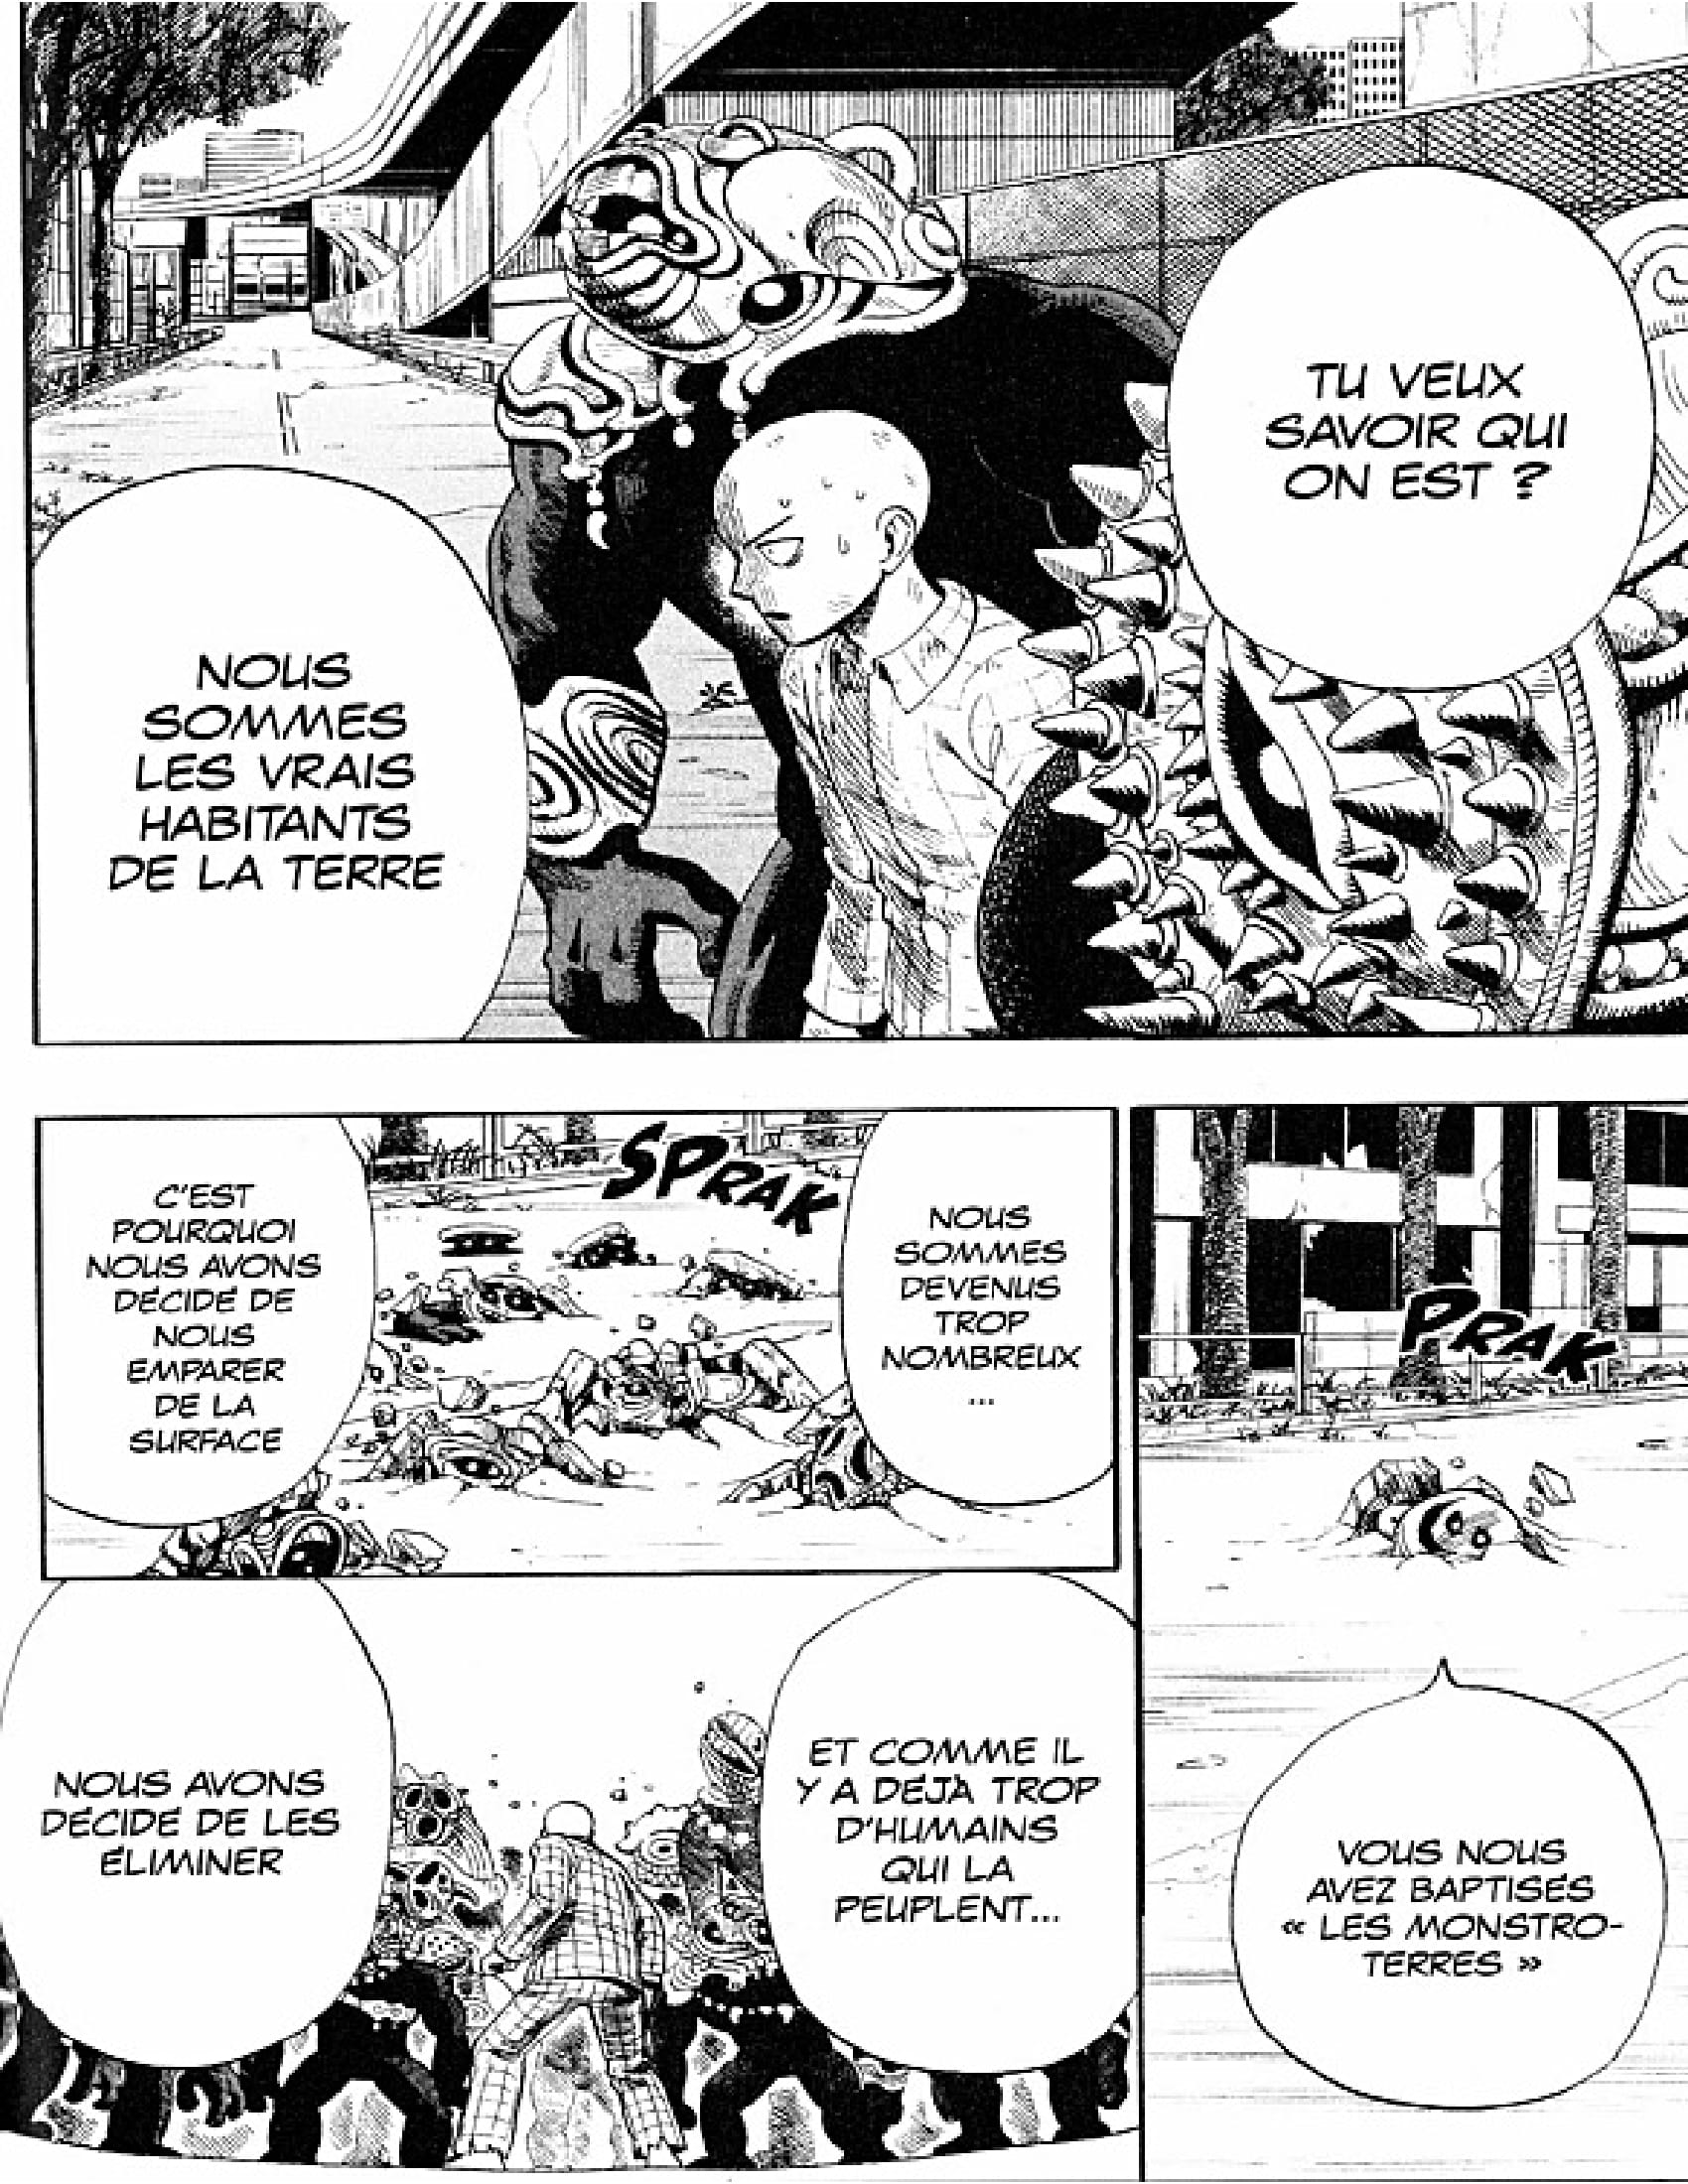 TU VEUX
SAVOIR QUI
ON EST ?
NOUS
SOMMES
LES VRAIS
HABITANTS
DE LA TERRE
PRAK
VOUS NOUS
AVEZ BAPTISÉS
« LES MONSTRO-
TERRES »
NOUS
SOMMES
DEVENUS
TROP
NOMBREUX
...
SPRAK
C'EST
POURQUOI
NOUS AVONS
DÉCIDÉ DE
NOUS
EMPARER
DE LA
SURFACE
ET COMME IL
Y A DÉJÀ TROP
D'HUMAINS
QUI LA
PEUPLENT...
NOUS AVONS
DÉCIDÉ DE LES
ÉLIMINER